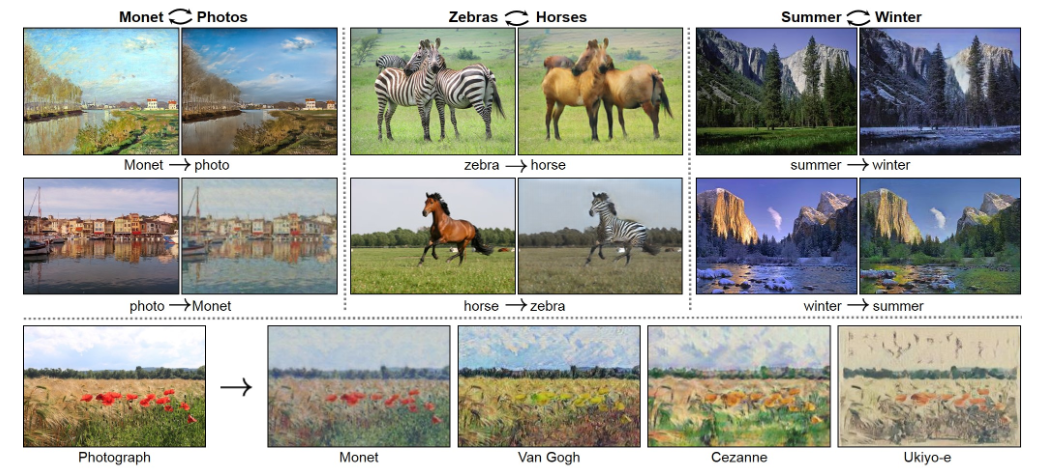 Monet ⇄ Photos
Zebras ⇄ Horses
Summer ⇄ Winter
Monet → photo
zebra → horse
summer → winter
photo → Monet
horse → zebra
winter → summer
Photograph
→
Monet
Van Gogh
Cezanne
Ukiyo-e